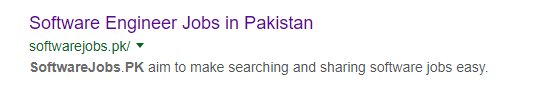 Software Engineer Jobs in Pakistan
softwarejobs.pk/
SoftwareJobs.PK aim to make searching and sharing software jobs easy.